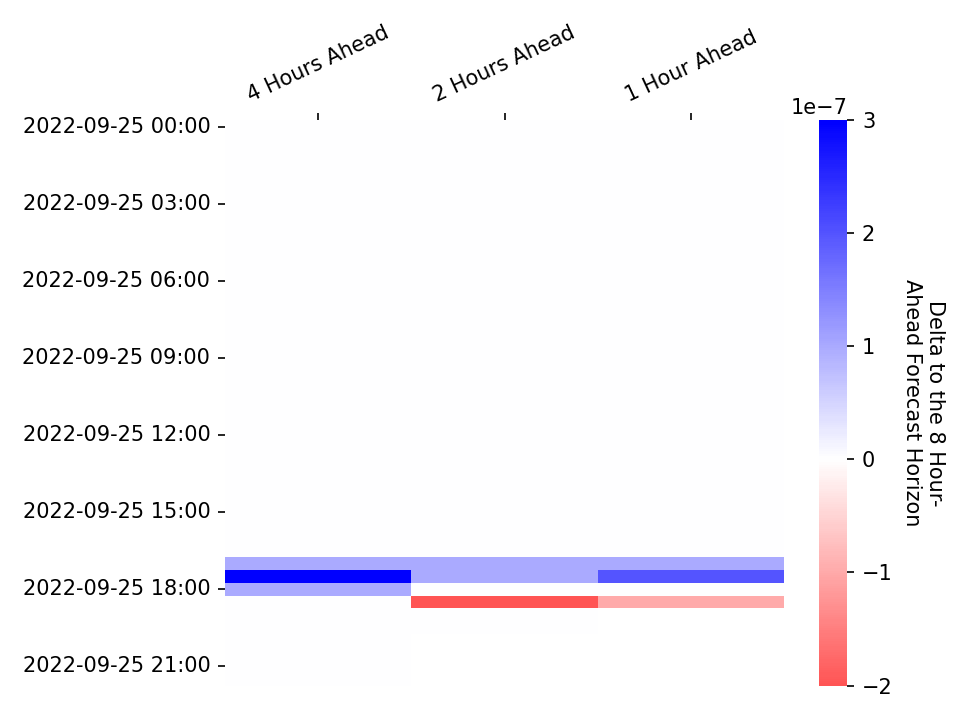 4 Hours Ahead
2 Hours Ahead
1 Hour Ahead
1e−7
2022-09-25 00:00
2022-09-25 03:00
2022-09-25 06:00
2022-09-25 09:00
2022-09-25 12:00
2022-09-25 15:00
2022-09-25 18:00
2022-09-25 21:00
3
2
1
0
−1
−2
Delta to the 8 Hour-
Ahead Forecast Horizon